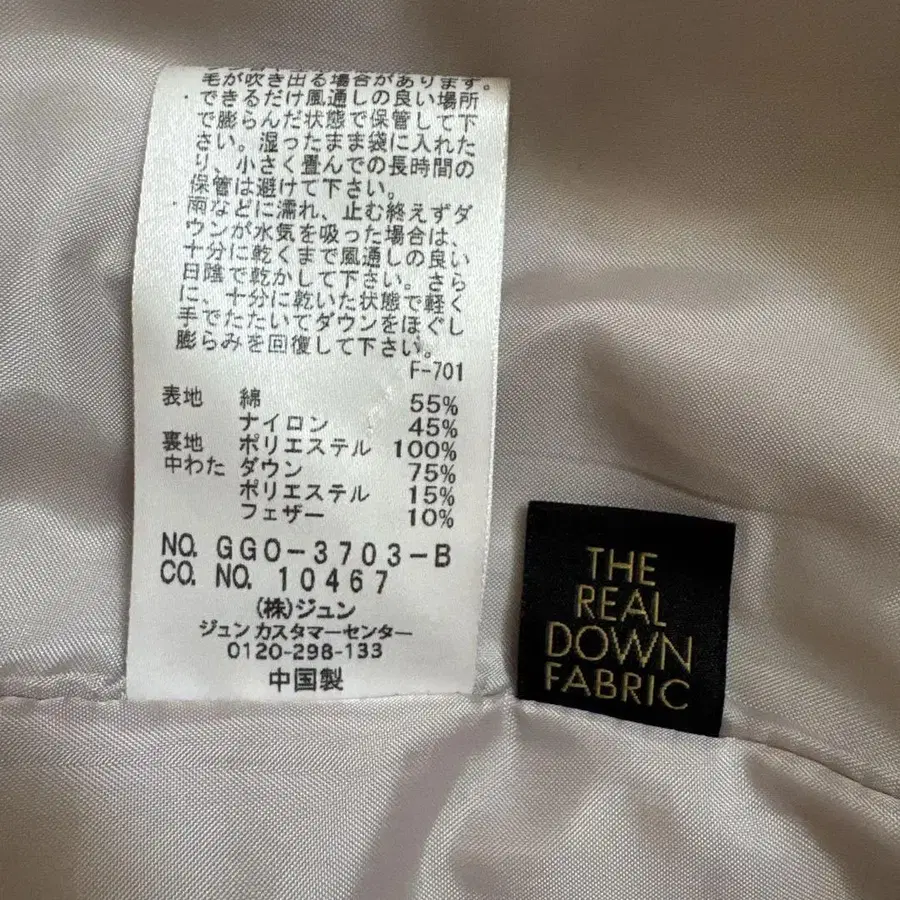 毛が吹き出る場合があります。
・できるだけ風通しの良い場所
で膨らんだ状態で保管して下
さい。湿ったまま袋に入れた
り、小さく畳んでの長時間の
保管は避けて下さい。
・雨などに濡れ、止む終えずダ
ウンが水気を吸った場合は、
十分に乾くまで風通しの良い
日陰で乾かして下さい。さら
に、十分に乾いた状態で軽く
手でたたいてダウンをほぐし
膨らみを回復して下さい。
F-701
表地 綿 55%
ナイロン 45%
裏地 ポリエステル 100%
中わた ダウン 75%
ポリエステル 15%
フェザー 10%
NO. GGO-3703-B
CO. NO. 10467
(株)ジュン
ジュン カスタマーセンター
0120-298-133
中国製
THE
REAL
DOWN
FABRIC